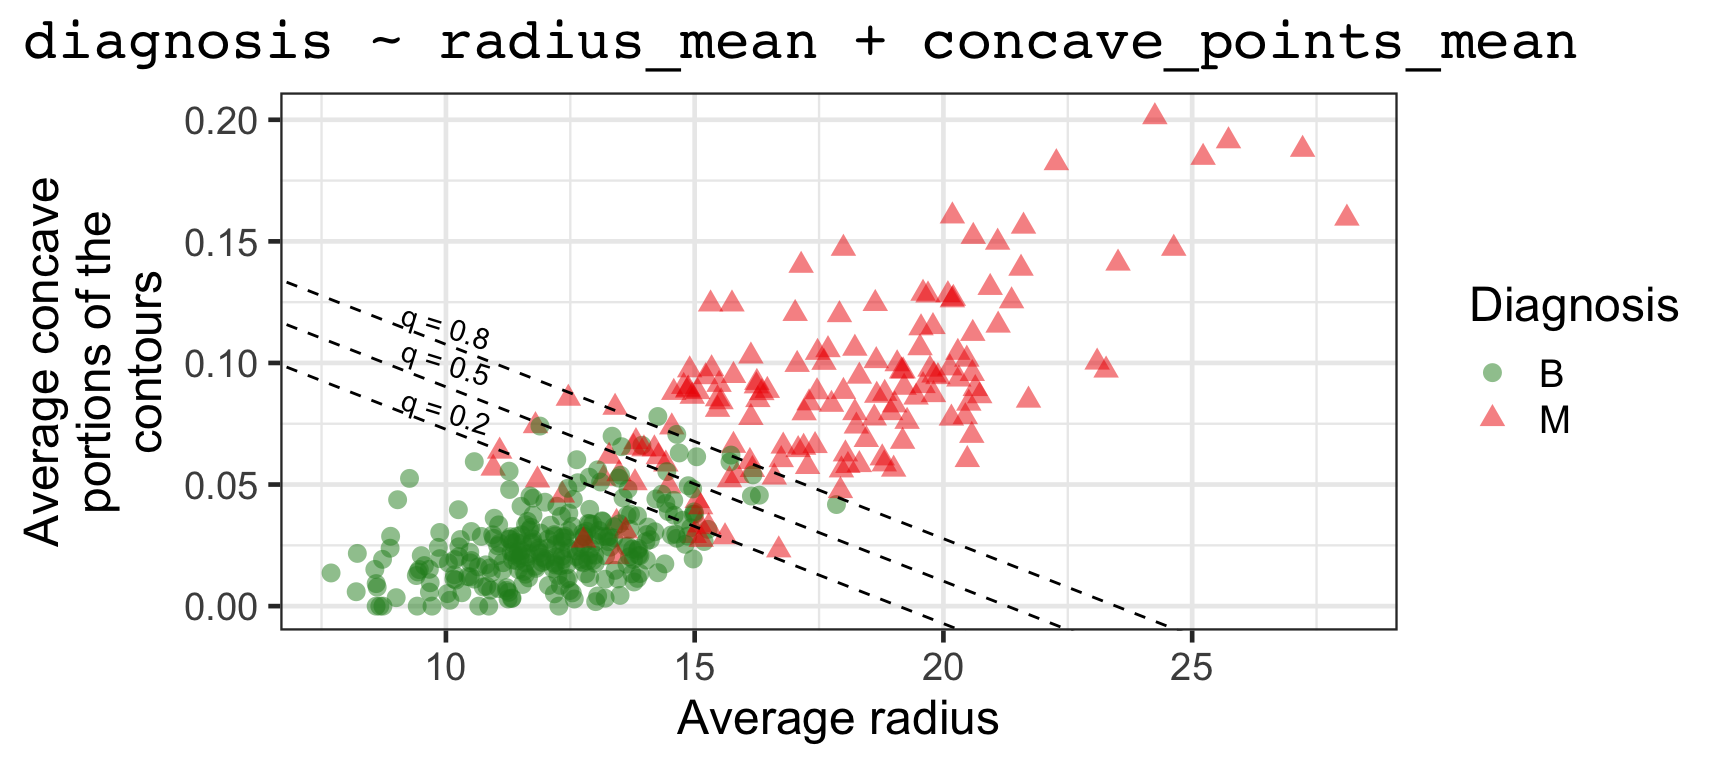 diagnosis ~ radius_mean + concave_points_mean
Average concave
portions of the
contours
0.20
0.15
0.10
0.05
0.00
q = 0.8
q = 0.5
q = 0.2
10
15
20
25
Average radius
Diagnosis
B
M